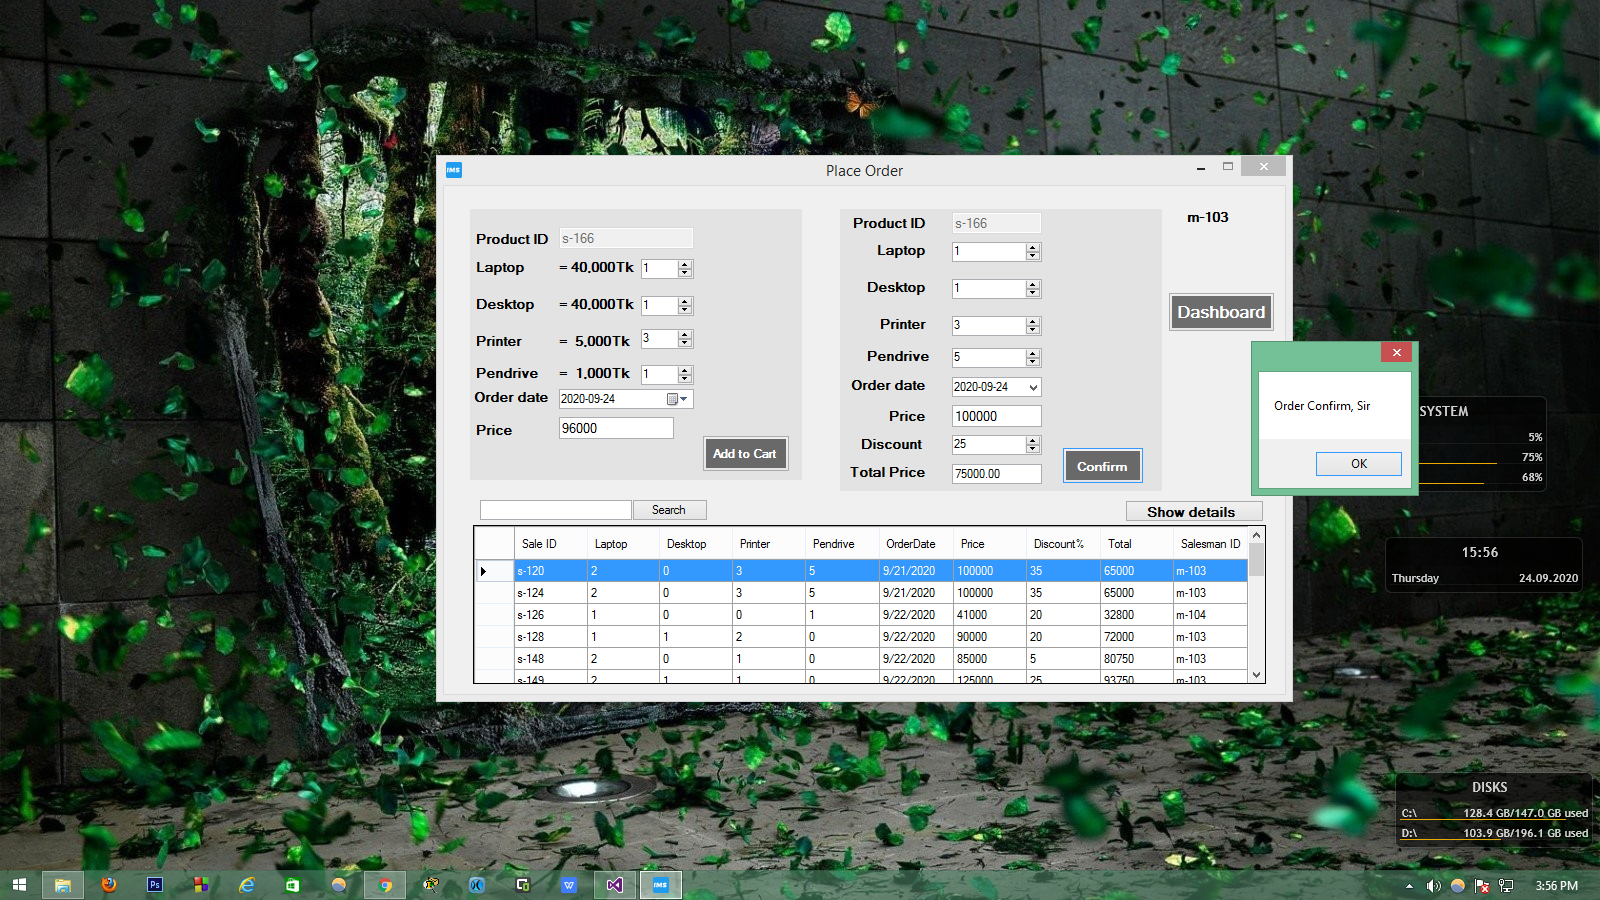 IMS
Place Order
Product ID s-166
Laptop = 40,000Tk 1
Desktop = 40,000Tk 1
Printer = 5,000Tk 3
Pendrive = 1,000Tk 1
Order date 2020-09-24
Price 96000
Add to Cart
Product ID s-166
Laptop 1
Desktop 1
Printer 3
Pendrive 5
Order date 2020-09-24
Price 100000
Discount 25
Total Price 75000.00
Confirm
m-103
Dashboard
Order Confirm, Sir
OK
Search
Show details
Sale ID Laptop Desktop Printer Pendrive OrderDate Price Discount% Total Salesman ID
s-120 2 0 3 5 9/21/2020 100000 35 65000 m-103
s-124 2 0 3 5 9/21/2020 100000 35 65000 m-103
s-126 1 0 0 1 9/22/2020 41000 20 32800 m-104
s-128 1 1 2 0 9/22/2020 90000 20 72000 m-103
s-148 2 0 1 0 9/22/2020 85000 5 80750 m-103
s-149 2 1 1 0 9/22/2020 125000 25 93750 m-103
SYSTEM
5%
75%
68%
15:56
Thursday 24.09.2020
DISKS
C:\ 128.4 GB/147.0 GB used
D:\ 103.9 GB/196.1 GB used
Ps
IMS
3:56 PM